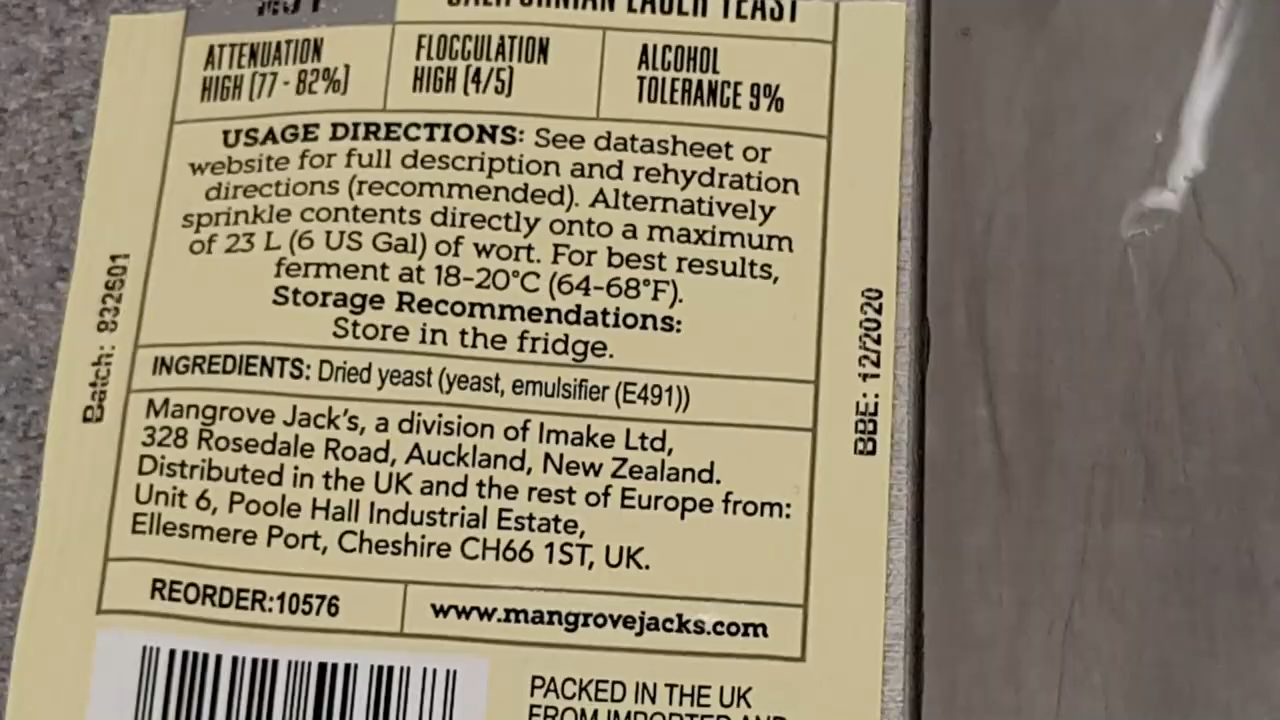 CALIFORNIAN LAGER YEAST
ATTENUATION
HIGH (77 - 82%)
FLOCCULATION
HIGH (4/5)
ALCOHOL
TOLERANCE 9%
USAGE DIRECTIONS: See datasheet or
website for full description and rehydration
directions (recommended). Alternatively
sprinkle contents directly onto a maximum
of 23 L (6 US Gal) of wort. For best results,
ferment at 18-20°C (64-68°F).
Storage Recommendations:
Store in the fridge.
INGREDIENTS: Dried yeast (yeast, emulsifier (E491))
Mangrove Jack's, a division of Imake Ltd,
328 Rosedale Road, Auckland, New Zealand.
Distributed in the UK and the rest of Europe from:
Unit 6, Poole Hall Industrial Estate,
Ellesmere Port, Cheshire CH66 1ST, UK.
REORDER:10576
www.mangrovejacks.com
PACKED IN THE UK
FROM IMPORTED AND
Batch: 832601
BBE: 12/2020